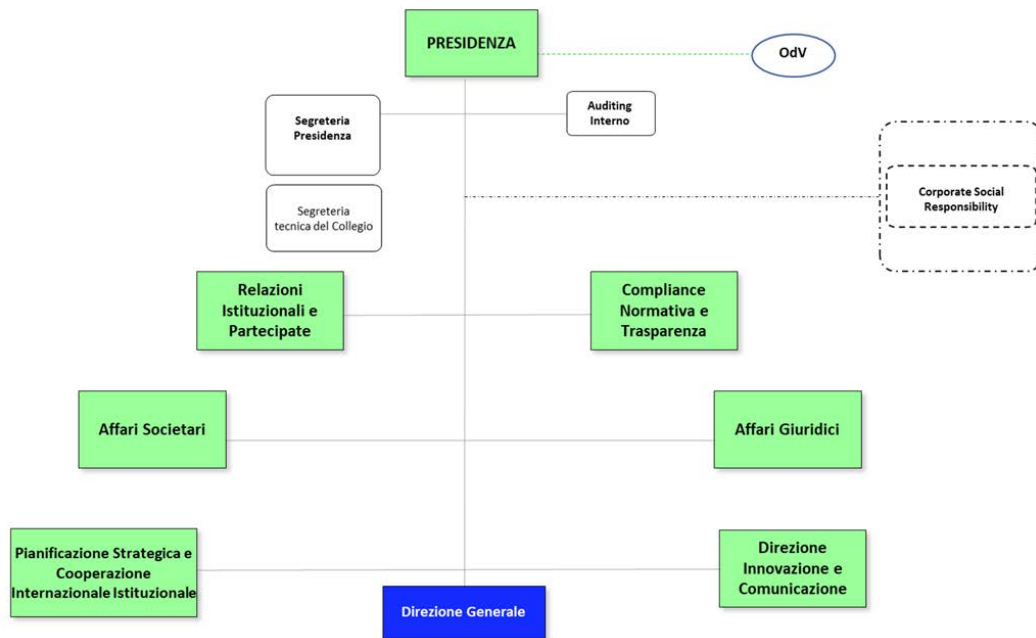 PRESIDENZA
OdV
Segreteria
Presidenza
Auditing
Interno
Segreteria
tecnica del Collegio
Corporate Social
Responsibility
Relazioni
Istituzionali e
Partecipate
Compliance
Normativa e
Trasparenza
Affari Societari
Affari Giuridici
Pianificazione Strategica e
Cooperazione
Internazionale Istituzionale
Direzione
Innovazione e
Comunicazione
Direzione Generale